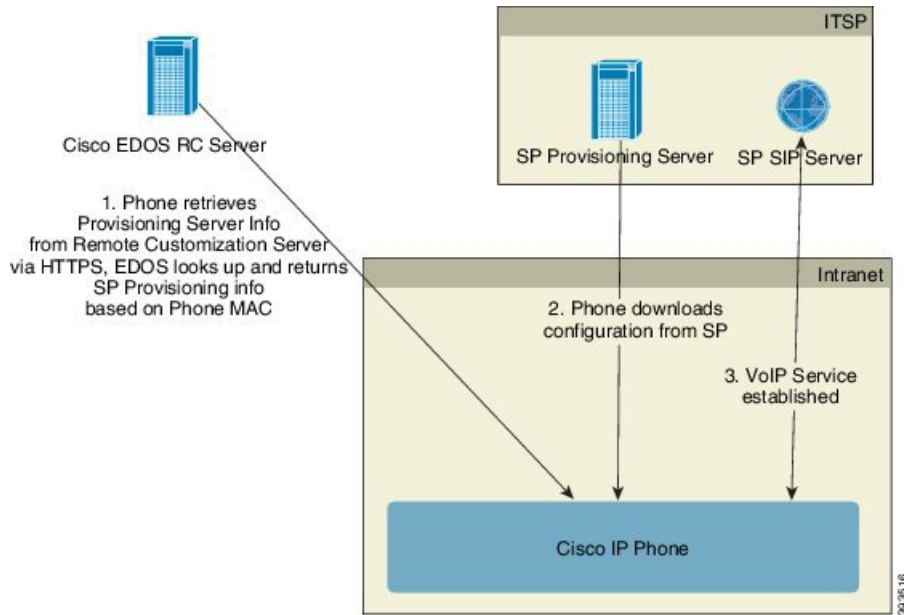 ITSP
Cisco EDOS RC Server
SP Provisioning Server
SP SIP Server
1. Phone retrieves
Provisioning Server Info
from Remote Customization Server
via HTTPS, EDOS looks up and returns
SP Provisioning info
based on Phone MAC
Intranet
2. Phone downloads
configuration from SP
3. VoIP Service
established
Cisco IP Phone